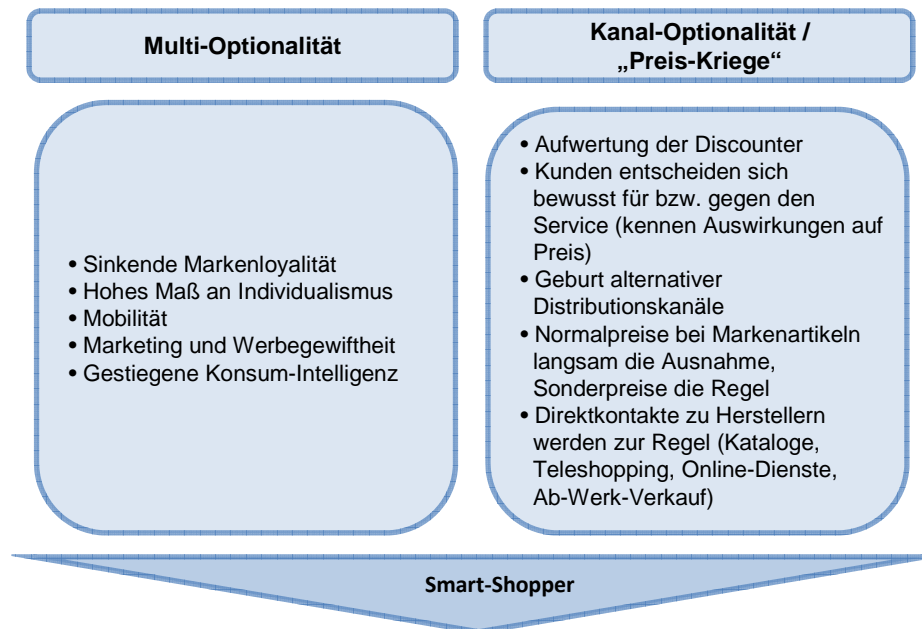 Multi-Optionalität
Kanal-Optionalität /
„Preis-Kriege“
• Sinkende Markenloyalität
• Hohes Maß an Individualismus
• Mobilität
• Marketing und Werbegewiftheit
• Gestiegene Konsum-Intelligenz
• Aufwertung der Discounter
• Kunden entscheiden sich
bewusst für bzw. gegen den
Service (kennen Auswirkungen auf
Preis)
• Geburt alternativer
Distributionskanäle
• Normalpreise bei Markenartikeln
langsam die Ausnahme,
Sonderpreise die Regel
• Direktkontakte zu Herstellern
werden zur Regel (Kataloge,
Teleshopping, Online-Dienste,
Ab-Werk-Verkauf)
Smart-Shopper